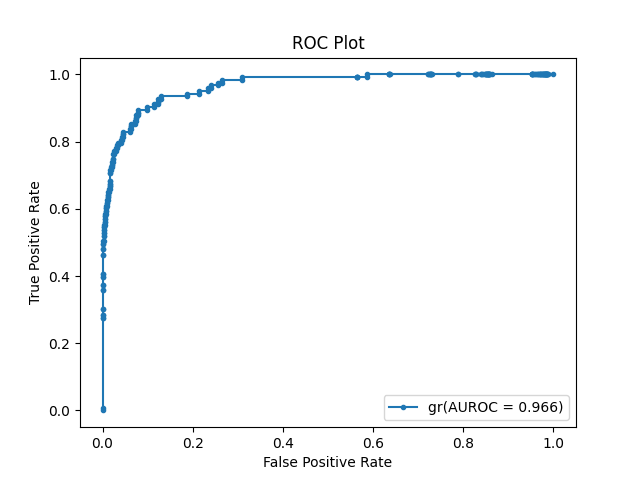 ROC Plot
True Positive Rate
1.0
0.8
0.6
0.4
0.2
0.0
gr(AUROC = 0.966)
0.0 0.2 0.4 0.6 0.8 1.0
False Positive Rate